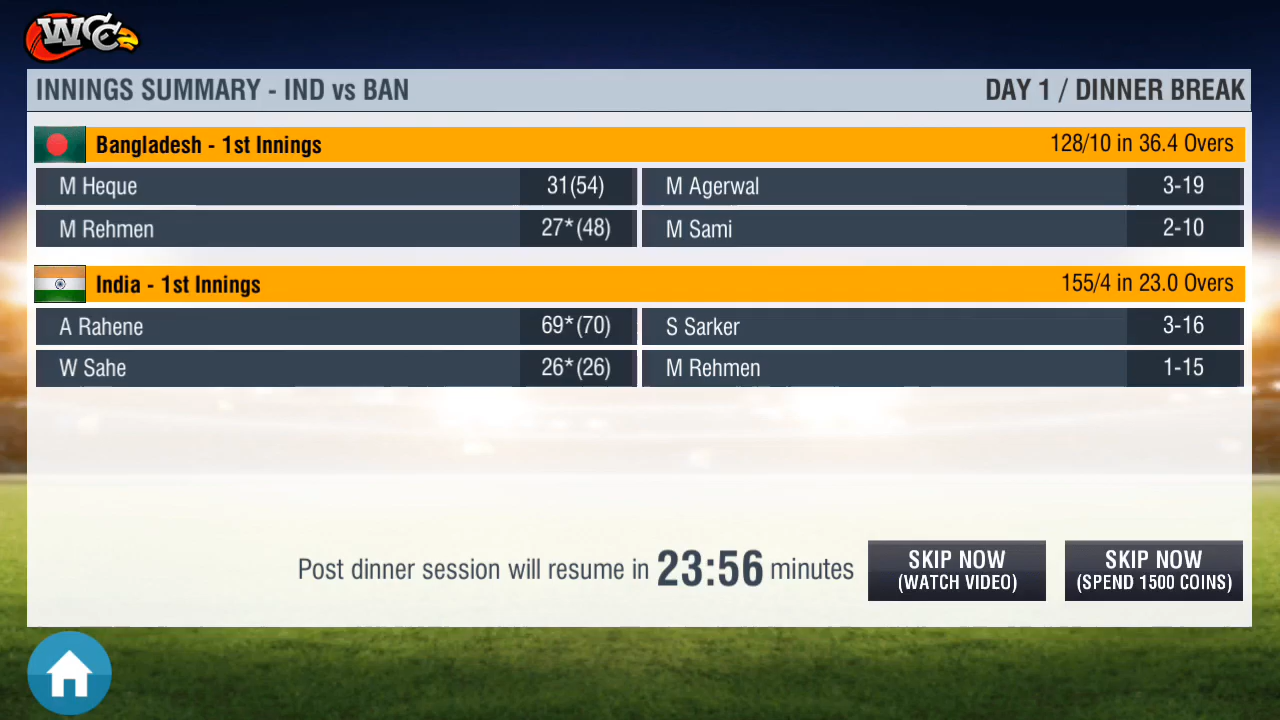 WCC
INNINGS SUMMARY - IND vs BAN DAY 1 / DINNER BREAK
Bangladesh - 1st Innings 128/10 in 36.4 Overs
M Heque 31(54) M Agerwal 3-19
M Rehmen 27*(48) M Sami 2-10
India - 1st Innings 155/4 in 23.0 Overs
A Rahene 69*(70) S Sarker 3-16
W Sahe 26*(26) M Rehmen 1-15
Post dinner session will resume in 23:56 minutes
SKIP NOW
(WATCH VIDEO)
SKIP NOW
(SPEND 1500 COINS)